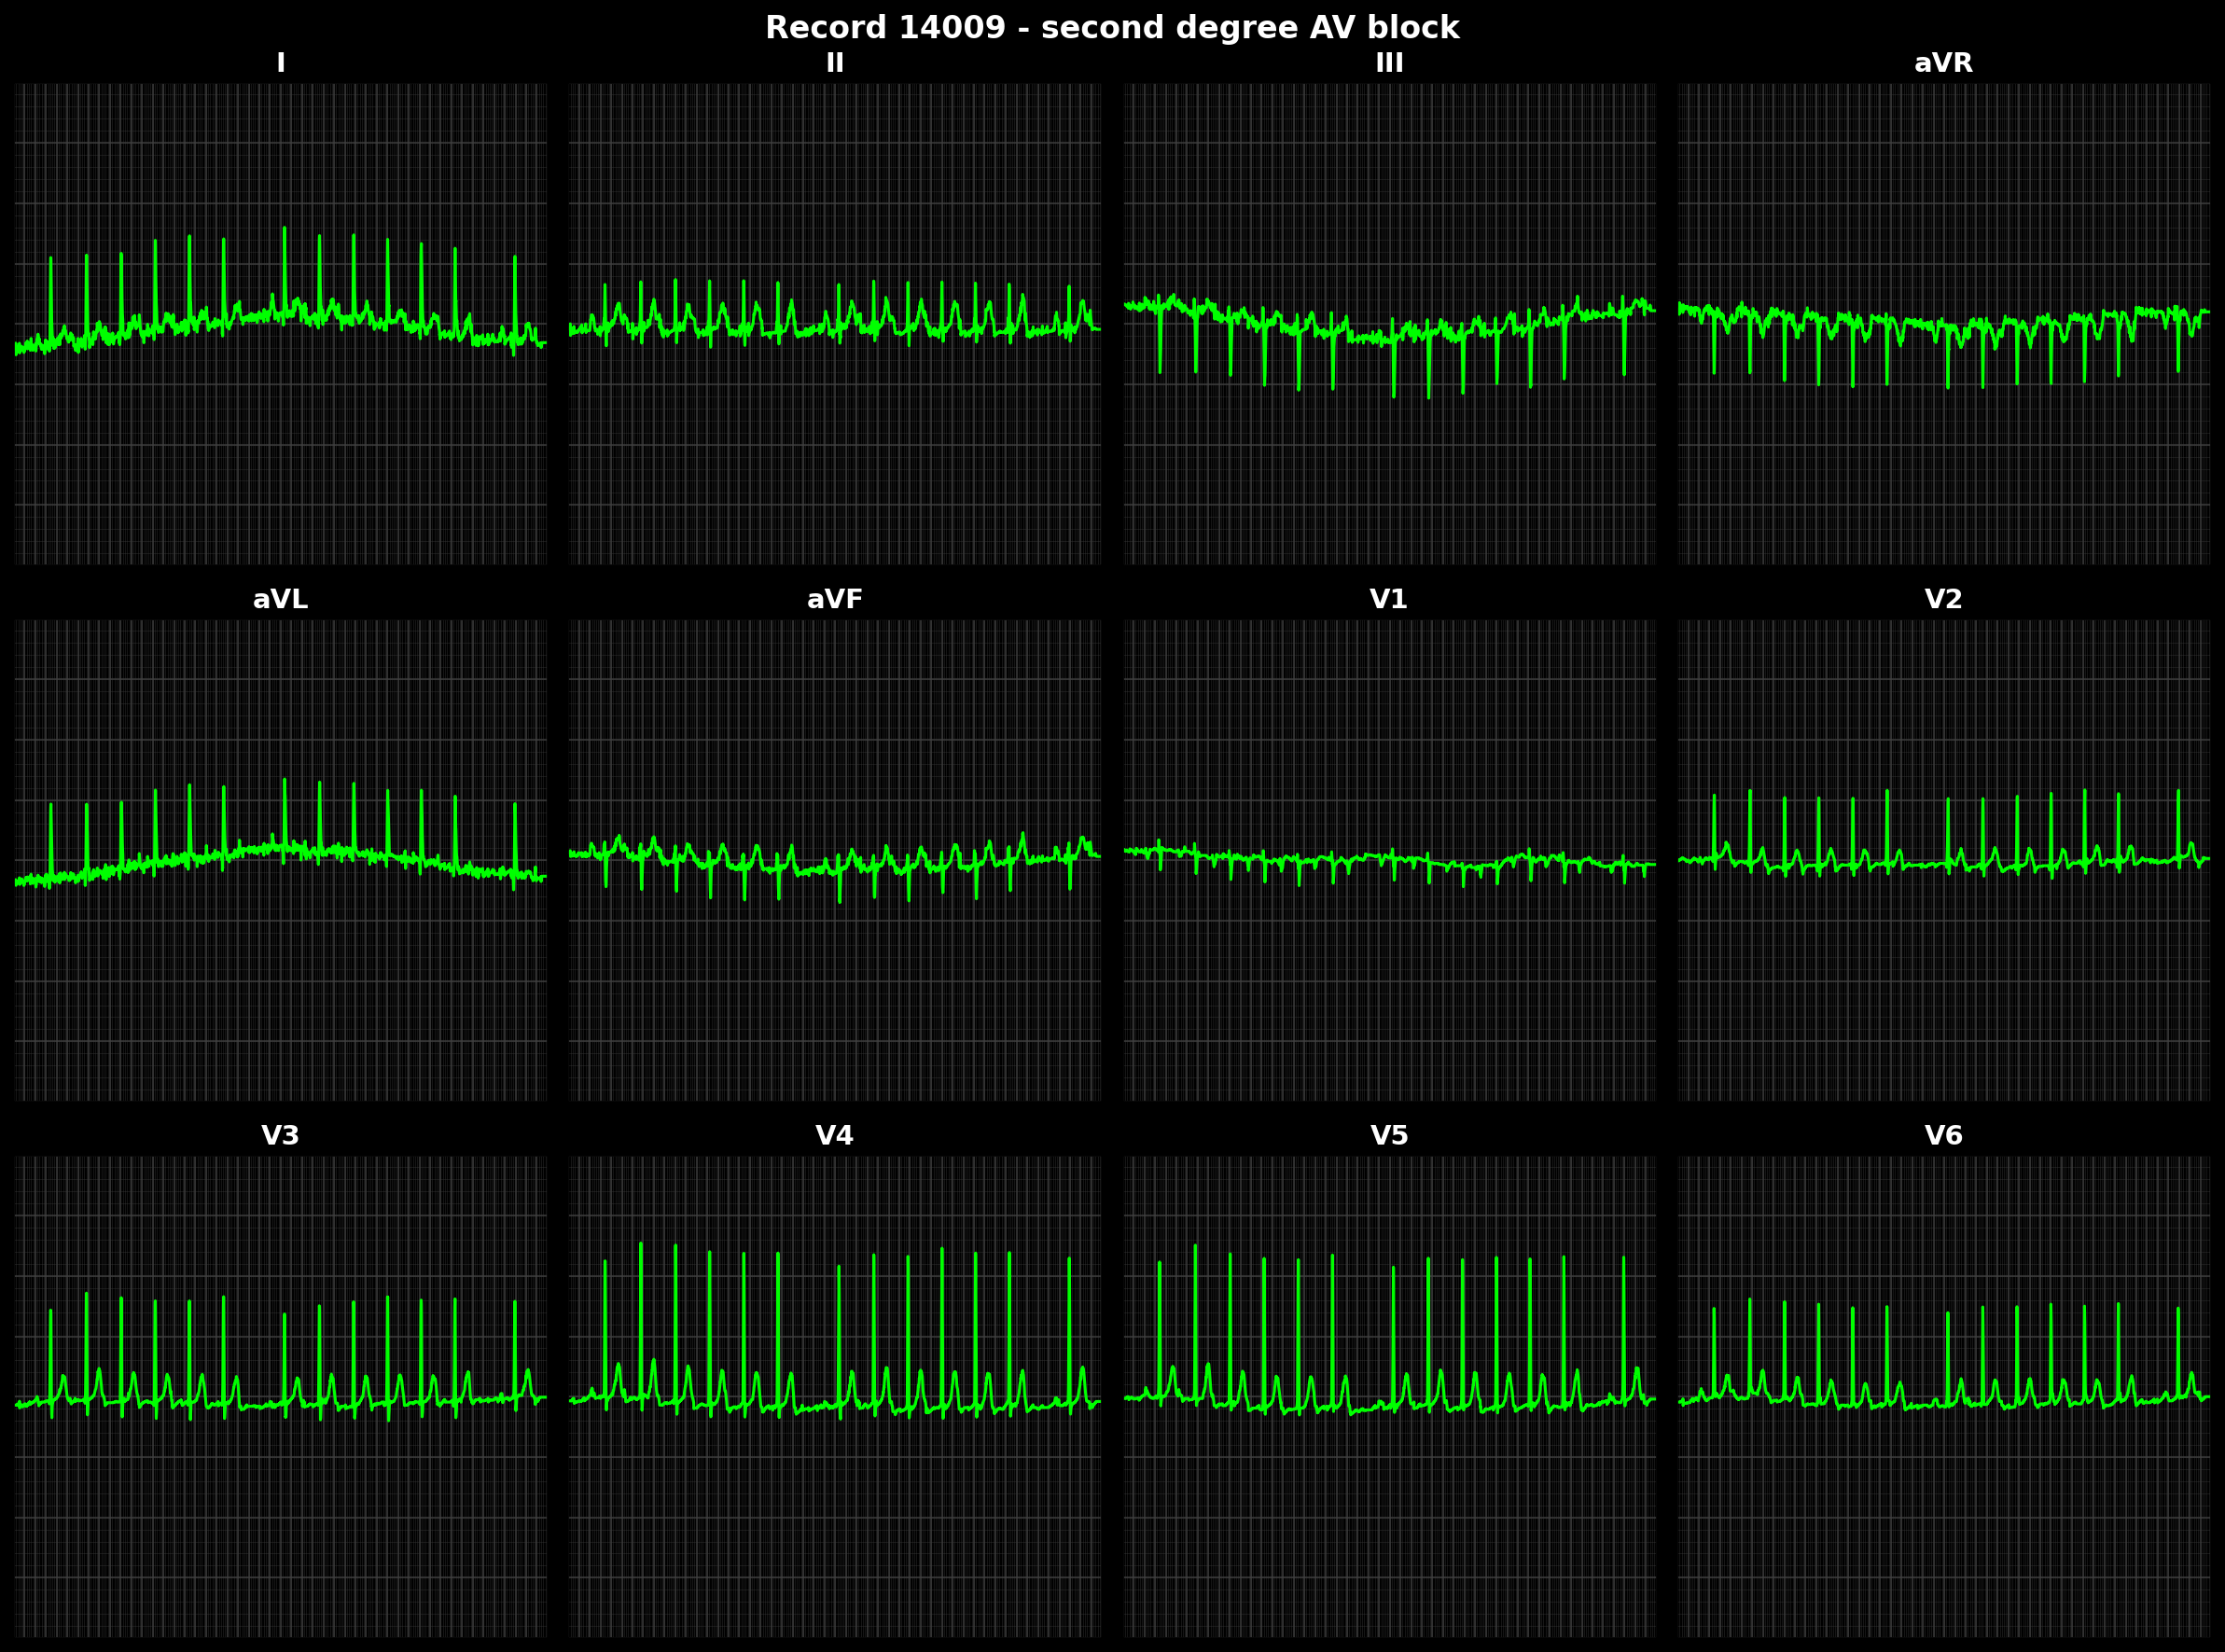 Record 14009 - second degree AV block
I II III aVR
aVL aVF V1 V2
V3 V4 V5 V6